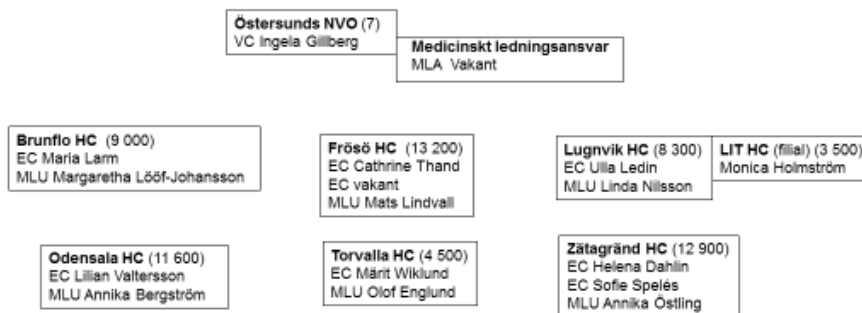 Östersunds NVO (7)
VC Ingela Gillberg
Medicinskt ledningsansvar
MLA Vakant
Brunflo HC (9 000)
EC Maria Larm
MLU Margaretha Lööf-Johansson
Frösö HC (13 200)
EC Cathrine Thand
EC vakant
MLU Mats Lindvall
Lugnvik HC (8 300)
EC Ulla Ledin
MLU Linda Nilsson
LIT HC (filial) (3 500)
Monica Holmström
Odensala HC (11 600)
EC Lilian Valtersson
MLU Annika Bergström
Torvalla HC (4 500)
EC Märit Wiklund
MLU Olof Englund
Zätagränd HC (12 900)
EC Helena Dahlin
EC Sofie Spelés
MLU Annika Östling